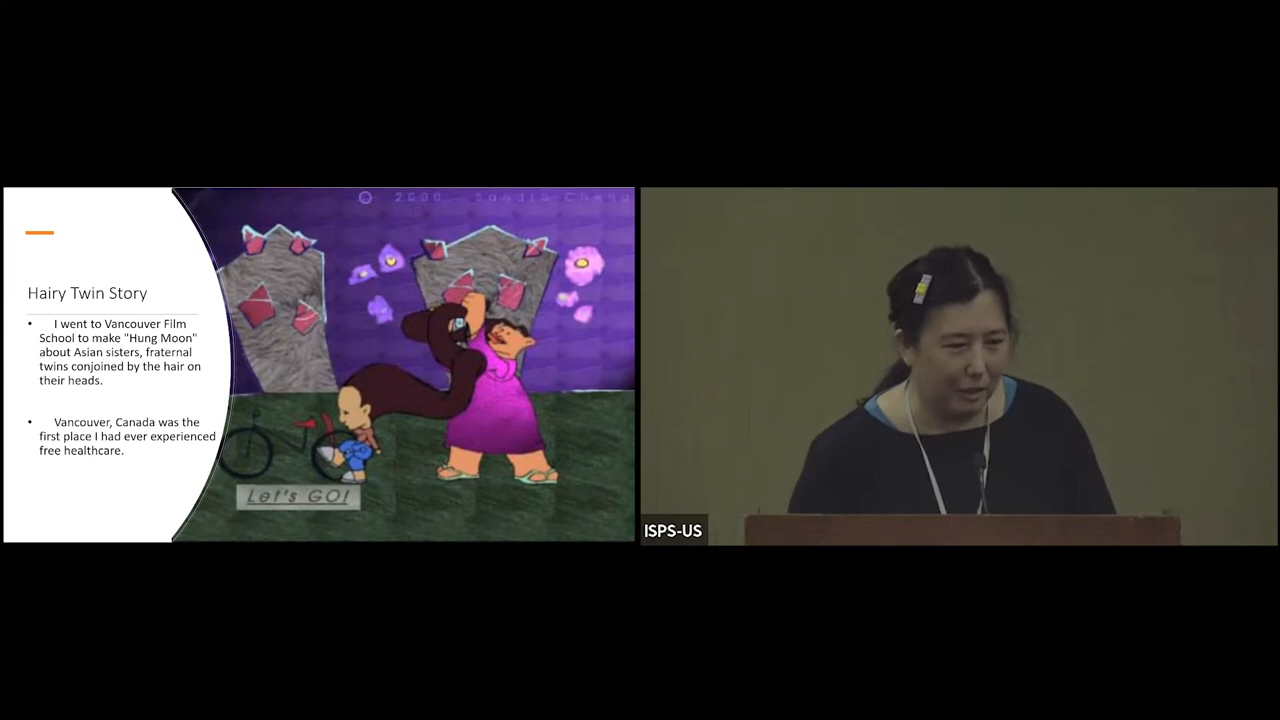 © 2000 Sandra Cheng
Hairy Twin Story
• I went to Vancouver Film
School to make "Hung Moon"
about Asian sisters, fraternal
twins conjoined by the hair on
their heads.
• Vancouver, Canada was the
first place I had ever experienced
free healthcare.
Let's GO!
ISPS-US